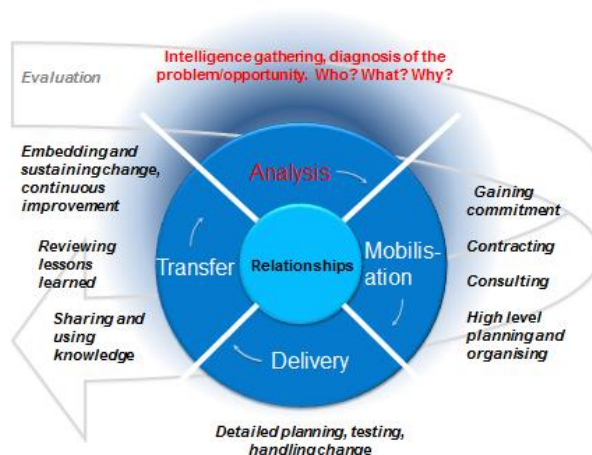 Intelligence gathering, diagnosis of the
problem/opportunity. Who? What? Why?
Evaluation
Embedding and
sustaining change,
continuous
improvement
Reviewing
lessons
learned
Sharing and
using
knowledge
Analysis
Transfer
Relationships
Mobilis-
ation
Delivery
Gaining
commitment
Contracting
Consulting
High level
planning and
organising
Detailed planning, testing,
handling change